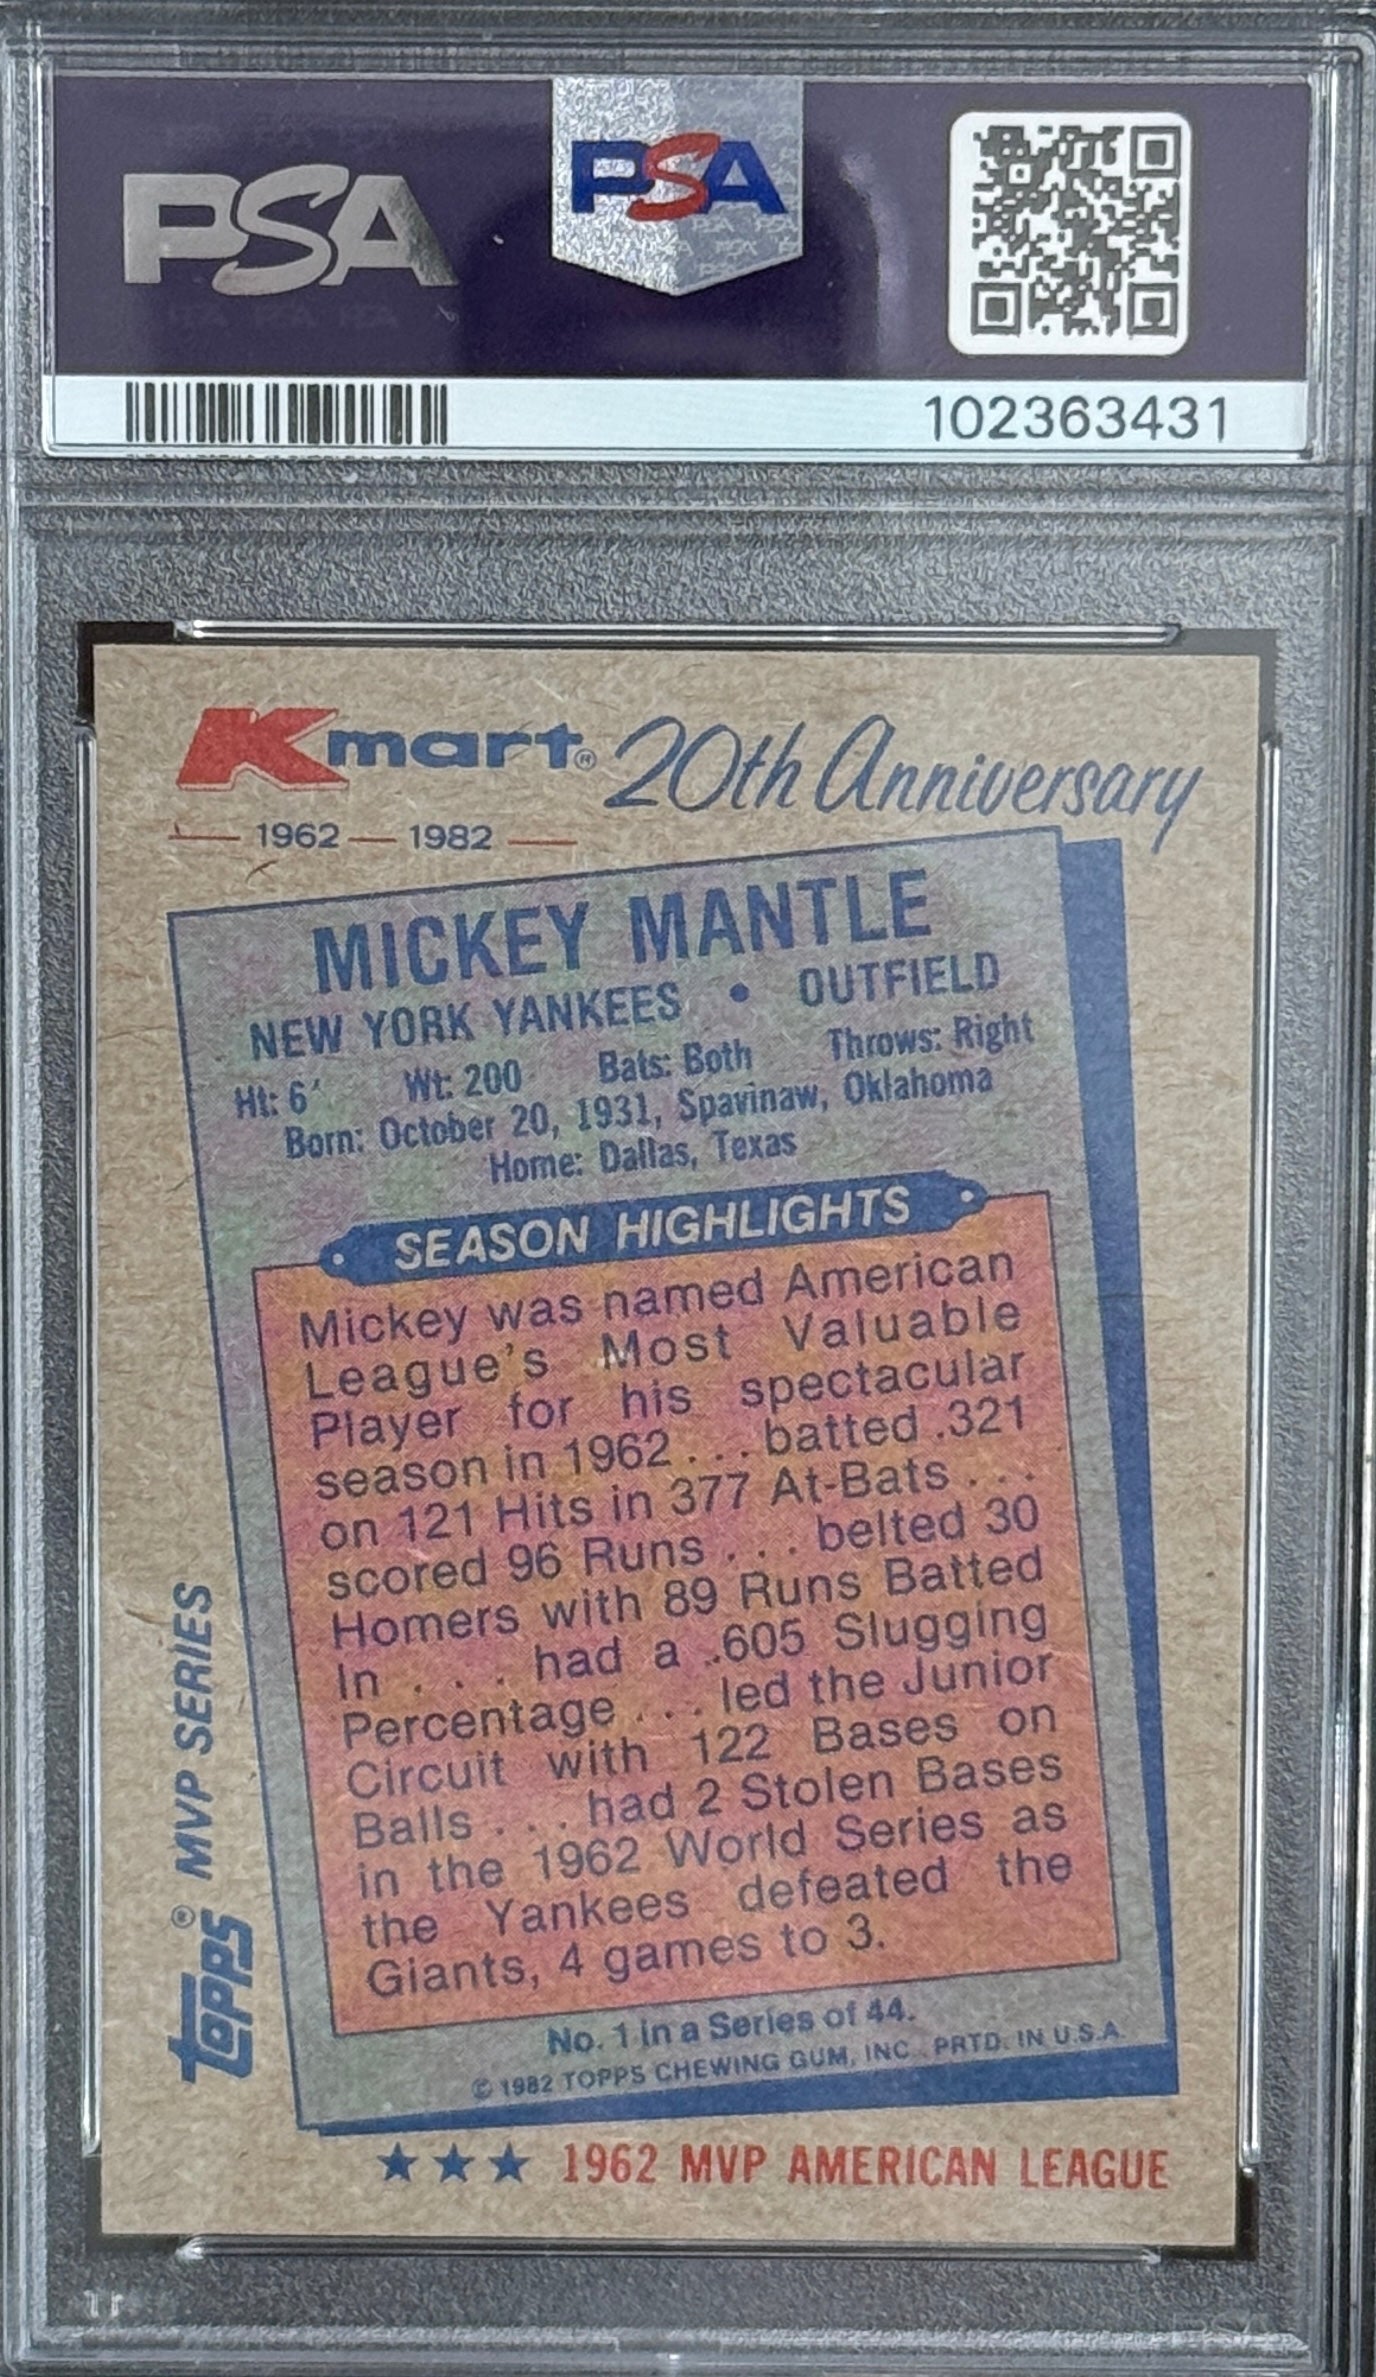 PSA
PSA
102363431
Kmart® 20th Anniversary
1962 — 1982
MICKEY MANTLE
NEW YORK YANKEES • OUTFIELD
Ht: 6' Wt: 200 Bats: Both Throws: Right
Born: October 20, 1931, Spavinaw, Oklahoma
Home: Dallas, Texas
SEASON HIGHLIGHTS
Mickey was named American
League's Most Valuable
Player for his spectacular
season in 1962 . . . batted .321
on 121 Hits in 377 At-Bats . . .
scored 96 Runs . . . belted 30
Homers with 89 Runs Batted
In . . . had a .605 Slugging
Percentage . . . led the Junior
Circuit with 122 Bases on
Balls . . . had 2 Stolen Bases
in the 1962 World Series as
the Yankees defeated the
Giants, 4 games to 3.
No. 1 in a Series of 44.
© 1982 TOPPS CHEWING GUM, INC. PRTD. IN U.S.A.
TOPPS® MVP SERIES
★★★ 1962 MVP AMERICAN LEAGUE